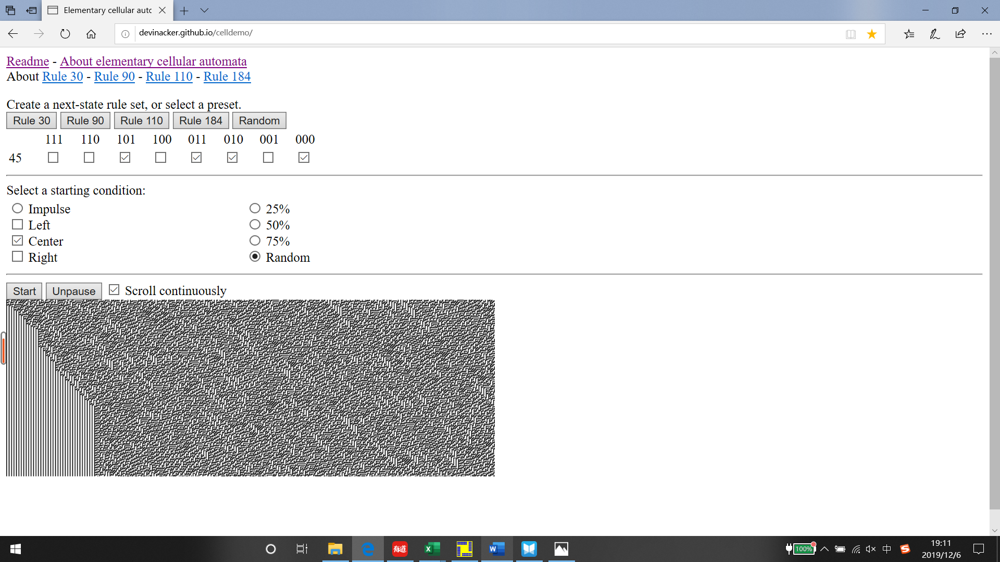 Elementary cellular autc
devinacker.github.io/celldemo/
Readme - About elementary cellular automata
About Rule 30 - Rule 90 - Rule 110 - Rule 184
Create a next-state rule set, or select a preset.
Rule 30 Rule 90 Rule 110 Rule 184 Random
111 110 101 100 011 010 001 000
45
Select a starting condition:
Impulse 25%
Left 50%
Center 75%
Right Random
Start Unpause Scroll continuously
有道
100%
中
19:11
2019/12/6